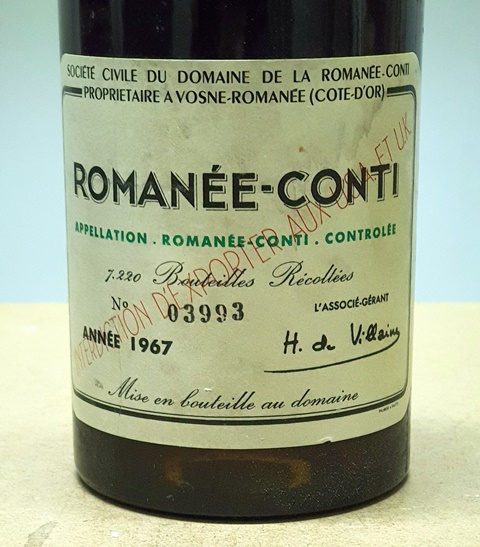 SOCIÉTÉ CIVILE DU DOMAINE DE LA ROMANÉE-CONTI
PROPRIETAIRE A VOSNE-ROMANÉE (COTE-D'OR)
ROMANÉE-CONTI
APPELLATION . ROMANÉE-CONTI . CONTROLÉE
INTERDICTION D'EXPORTER AUX USA ET UK
7.220 Bouteilles Récoltées
No 03993
L'ASSOCIÉ-GÉRANT
ANNÉE 1967
H. de Villaine
Mise en bouteille au domaine